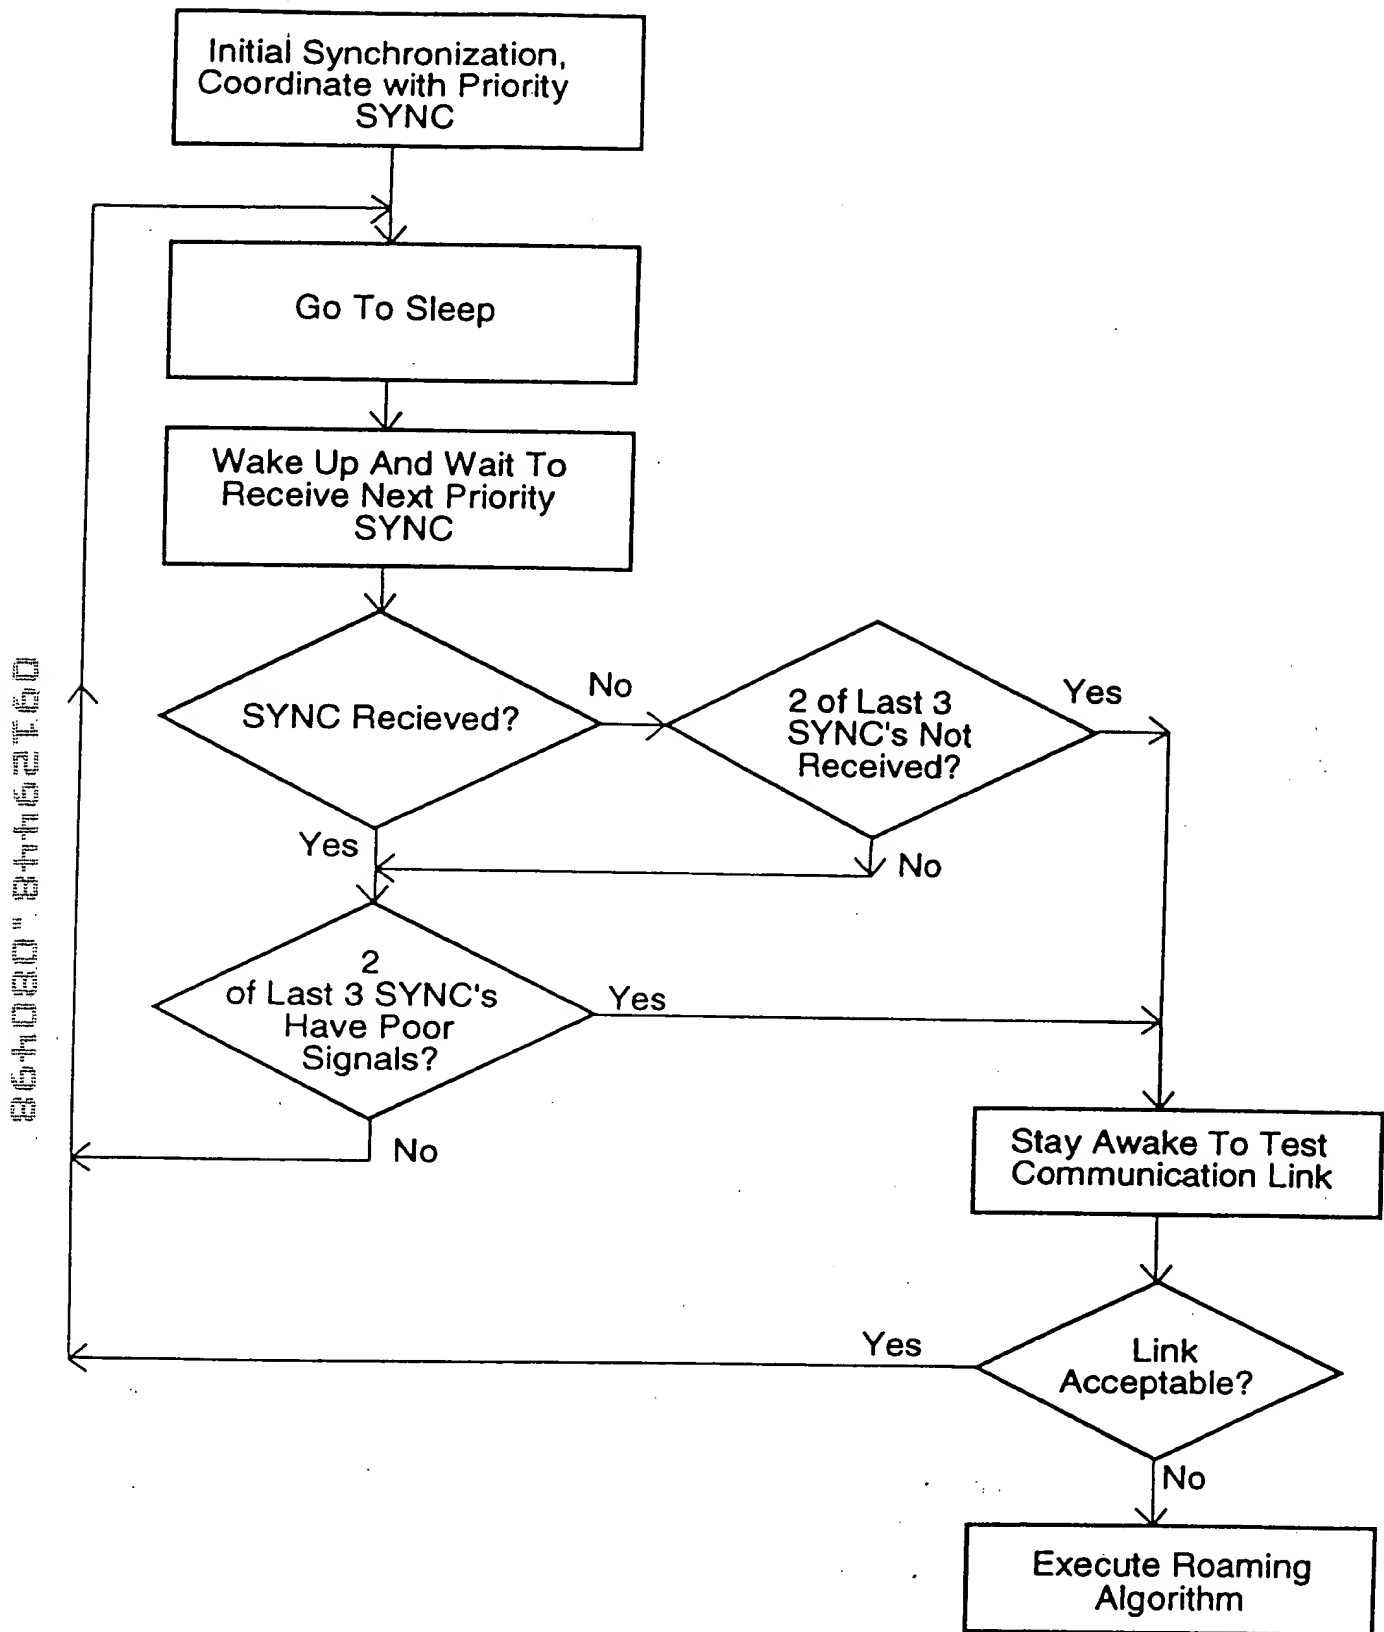 Initial Synchronization,
Coordinate with Priority
SYNC
Go To Sleep
Wake Up And Wait To
Receive Next Priority
SYNC
SYNC Recieved?
No
2 of Last 3
SYNC's Not
Received?
Yes
Yes
No
2
of Last 3 SYNC's
Have Poor
Signals?
Yes
No
Stay Awake To Test
Communication Link
Link
Acceptable?
Yes
No
Execute Roaming
Algorithm
09129448.080498